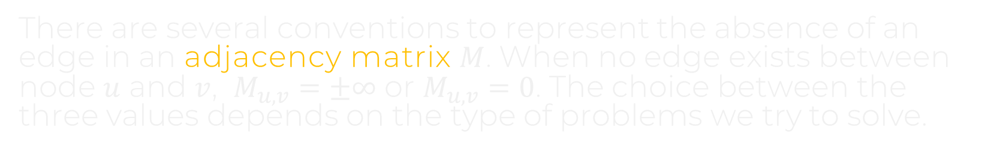 There are several conventions to represent the absence of an
edge in an adjacency matrix M. When no edge exists between
node u and v, M_{u,v} = ±∞ or M_{u,v} = 0. The choice between the
three values depends on the type of problems we try to solve.